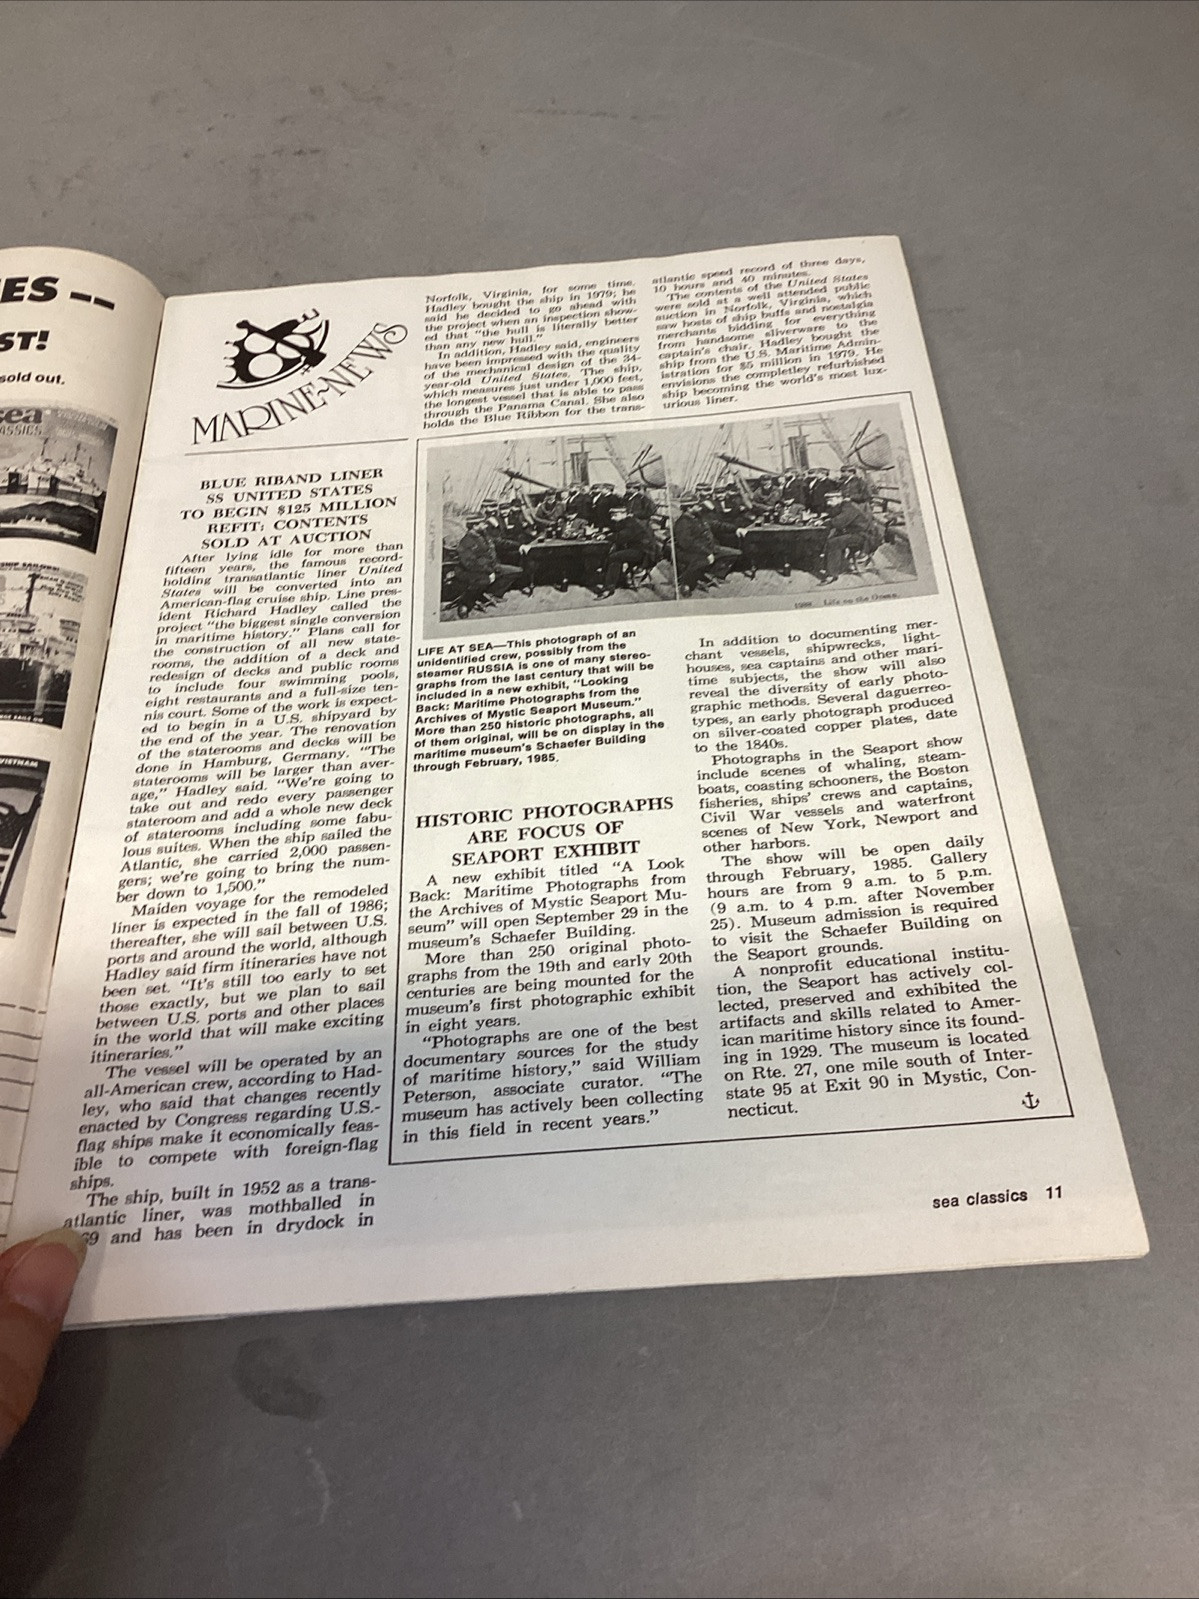 ES --
ST!
sold out.
sea
CLASSICS
VIETNAM
MARINE-NEWS
BLUE RIBAND LINER
SS UNITED STATES
TO BEGIN $125 MILLION
REFIT; CONTENTS
SOLD AT AUCTION
After lying idle for more than
fifteen years, the famous record-
holding transatlantic liner United
States will be converted into an
American-flag cruise ship. Line pres-
ident Richard Hadley called the
project "the biggest single conversion
in maritime history." Plans call for
the construction of all new state-
rooms, the addition of a deck and
redesign of decks and public rooms
to include four swimming pools,
eight restaurants and a full-size ten-
nis court. Some of the work is expect-
ed to begin in a U.S. shipyard by
the end of the year. The renovation
of the staterooms and decks will be
done in Hamburg, Germany. "The
staterooms will be larger than aver-
age," Hadley said. "We're going to
take out and redo every passenger
stateroom and add a whole new deck
of staterooms including some fabu-
lous suites. When the ship sailed the
Atlantic, she carried 2,000 passen-
gers; we're going to bring the num-
ber down to 1,500."
Maiden voyage for the remodeled
liner is expected in the fall of 1986;
thereafter, she will sail between U.S.
ports and around the world, although
Hadley said firm itineraries have not
been set. "It's still too early to set
those exactly, but we plan to sail
between U.S. ports and other places
in the world that will make exciting
itineraries."
The vessel will be operated by an
all-American crew, according to Had-
ley, who said that changes recently
enacted by Congress regarding U.S.-
flag ships make it economically feas-
ible to compete with foreign-flag
ships.
The ship, built in 1952 as a trans-
atlantic liner, was mothballed in
69 and has been in drydock in
Norfolk, Virginia, for some time.
Hadley bought the ship in 1979; he
said he decided to go ahead with
the project when an inspection show-
ed that "the hull is literally better
than any new hull."
In addition, Hadley said, engineers
have been impressed with the quality
of the mechanical design of the 34-
year-old United States. The ship,
which measures just under 1,000 feet,
the longest vessel that is able to pass
through the Panama Canal. She also
holds the Blue Ribbon for the trans-
atlantic speed record of three days,
10 hours and 40 minutes.
The contents of the United States
were sold at a well attended public
auction in Norfolk, Virginia, which
saw hosts of ship buffs and nostalgia
merchants bidding for everything
from handsome sliverware to the
captain's chair. Hadley bought the
ship from the U.S. Maritime Admin-
istration for $5 million in 1979. He
envisions the completley refurbished
ship becoming the world's most lux-
urious liner.
Life on the Ocean.
LIFE AT SEA—This photograph of an
unidentified crew, possibly from the
steamer RUSSIA is one of many stereo-
graphs from the last century that will be
included in a new exhibit, "Looking
Back: Maritime Photographs from the
Archives of Mystic Seaport Museum."
More than 250 historic photographs, all
of them original, will be on display in the
maritime museum's Schaefer Building
through February, 1985.
HISTORIC PHOTOGRAPHS
ARE FOCUS OF
SEAPORT EXHIBIT
A new exhibit titled "A Look
Back: Maritime Photographs from
the Archives of Mystic Seaport Mu-
seum" will open September 29 in the
museum's Schaefer Building.
More than 250 original photo-
graphs from the 19th and early 20th
centuries are being mounted for the
museum's first photographic exhibit
in eight years.
"Photographs are one of the best
documentary sources for the study
of maritime history," said William
Peterson, associate curator. "The
museum has actively been collecting
in this field in recent years."
In addition to documenting mer-
chant vessels, shipwrecks, light-
houses, sea captains and other mari-
time subjects, the show will also
reveal the diversity of early photo-
graphic methods. Several daguerreo-
types, an early photograph produced
on silver-coated copper plates, date
to the 1840s.
Photographs in the Seaport show
include scenes of whaling, steam-
boats, coasting schooners, the Boston
fisheries, ships' crews and captains,
Civil War vessels and waterfront
scenes of New York, Newport and
other harbors.
The show will be open daily
through February, 1985. Gallery
hours are from 9 a.m. to 5 p.m.
(9 a.m. to 4 p.m. after November
25). Museum admission is required
to visit the Schaefer Building on
the Seaport grounds.
A nonprofit educational institu-
tion, the Seaport has actively col-
lected, preserved and exhibited the
artifacts and skills related to Amer-
ican maritime history since its found-
ing in 1929. The museum is located
on Rte. 27, one mile south of Inter-
state 95 at Exit 90 in Mystic, Con-
necticut.
sea classics 11